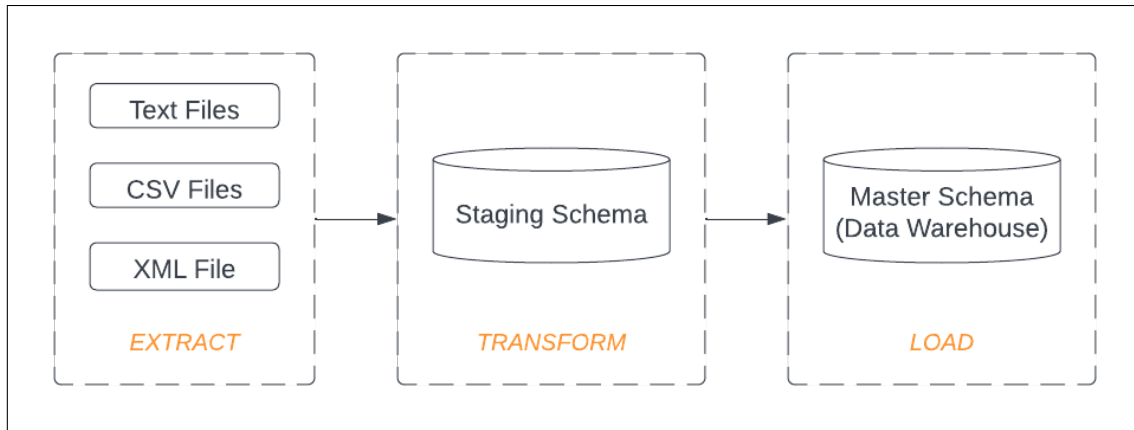 Text Files
CSV Files
XML File
EXTRACT
Staging Schema
TRANSFORM
Master Schema
(Data Warehouse)
LOAD